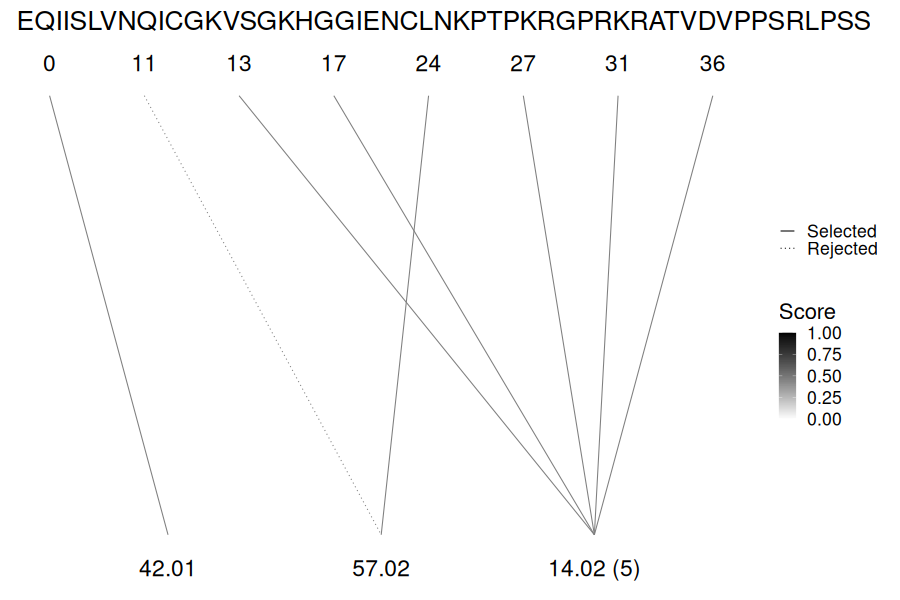 EQIISLVNQICGKVSGKHGGIENCLNKPTPKRGPRKRATVDVPPSRLPSS
0 11 13 17 24 27 31 36
Selected
Rejected
Score
1.00
0.75
0.50
0.25
0.00
42.01 57.02 14.02 (5)